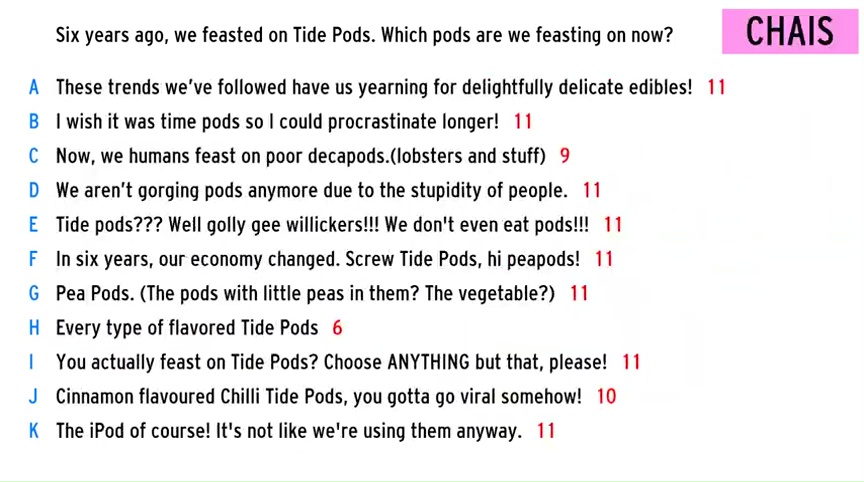 Six years ago, we feasted on Tide Pods. Which pods are we feasting on now?
CHAIS
A These trends we've followed have us yearning for delightfully delicate edibles! 11
B I wish it was time pods so I could procrastinate longer! 11
C Now, we humans feast on poor decapods.(lobsters and stuff) 9
D We aren't gorging pods anymore due to the stupidity of people. 11
E Tide pods??? Well golly gee willickers!!! We don't even eat pods!!! 11
F In six years, our economy changed. Screw Tide Pods, hi peapods! 11
G Pea Pods. (The pods with little peas in them? The vegetable?) 11
H Every type of flavored Tide Pods 6
I You actually feast on Tide Pods? Choose ANYTHING but that, please! 11
J Cinnamon flavoured Chilli Tide Pods, you gotta go viral somehow! 10
K The iPod of course! It's not like we're using them anyway. 11